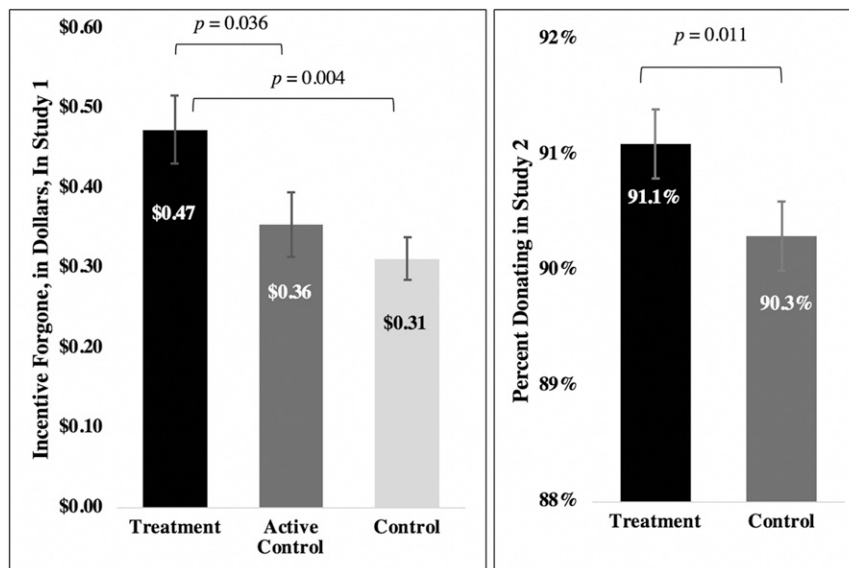 Incentive Forgone, in Dollars, In Study 1
$0.60
$0.50
$0.40
$0.30
$0.20
$0.10
$0.00
p = 0.036
p = 0.004
$0.47
$0.36
$0.31
Treatment
Active
Control
Control
Percent Donating in Study 2
92%
91%
90%
89%
88%
p = 0.011
91.1%
90.3%
Treatment
Control